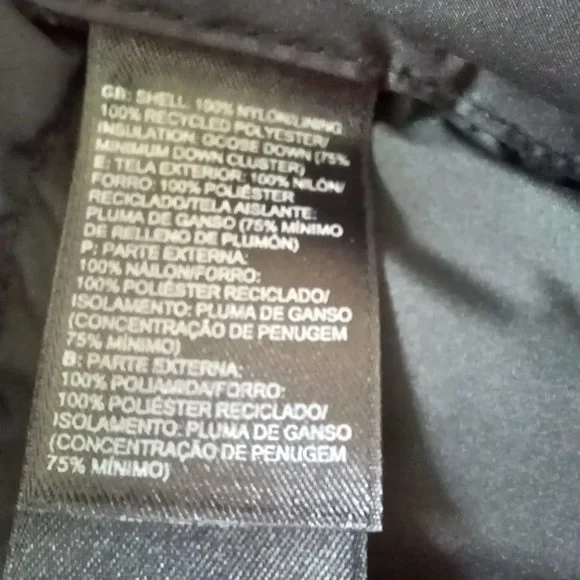 GB: SHELL: 100% NYLON/LINING:
100% RECYCLED POLYESTER/
INSULATION: GOOSE DOWN (75%
MINIMUM DOWN CLUSTER)
E: TELA EXTERIOR: 100% NILÓN/
FORRO: 100% POLIÉSTER
RECICLADO/TELA AISLANTE:
PLUMA DE GANSO (75% MÍNIMO
DE RELLENO DE PLUMÓN)
P: PARTE EXTERNA:
100% NÁILON/FORRO:
100% POLIÉSTER RECICLADO/
ISOLAMENTO: PLUMA DE GANSO
(CONCENTRAÇÃO DE PENUGEM
75% MÍNIMO)
B: PARTE EXTERNA:
100% POLIAMIDA/FORRO:
100% POLIÉSTER RECICLADO/
ISOLAMENTO: PLUMA DE GANSO
(CONCENTRAÇÃO DE PENUGEM
75% MÍNIMO)